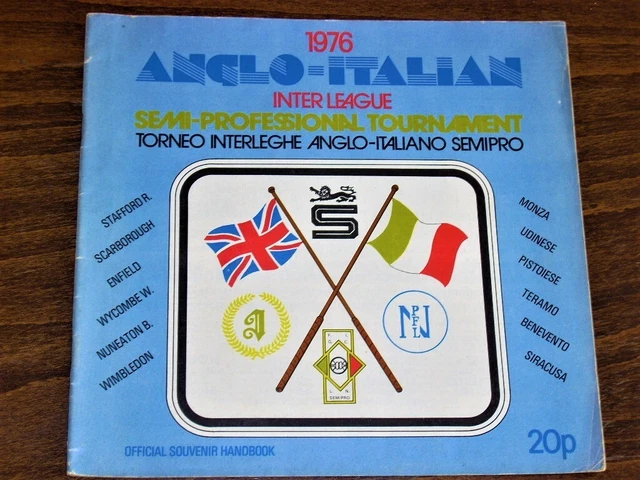 1976
ANGLO-ITALIAN
INTER LEAGUE
SEMI-PROFESSIONAL TOURNAMENT
TORNEO INTERLEGHE ANGLO-ITALIANO SEMIPRO
STAFFORD R.
SCARBOROUGH
ENFIELD
WYCOMBE W.
NUNEATON B.
WIMBLEDON
MONZA
UDINESE
PISTOIESE
TERAMO
BENEVENTO
SIRACUSA
S
SEMIPRO
OFFICIAL SOUVENIR HANDBOOK
20p